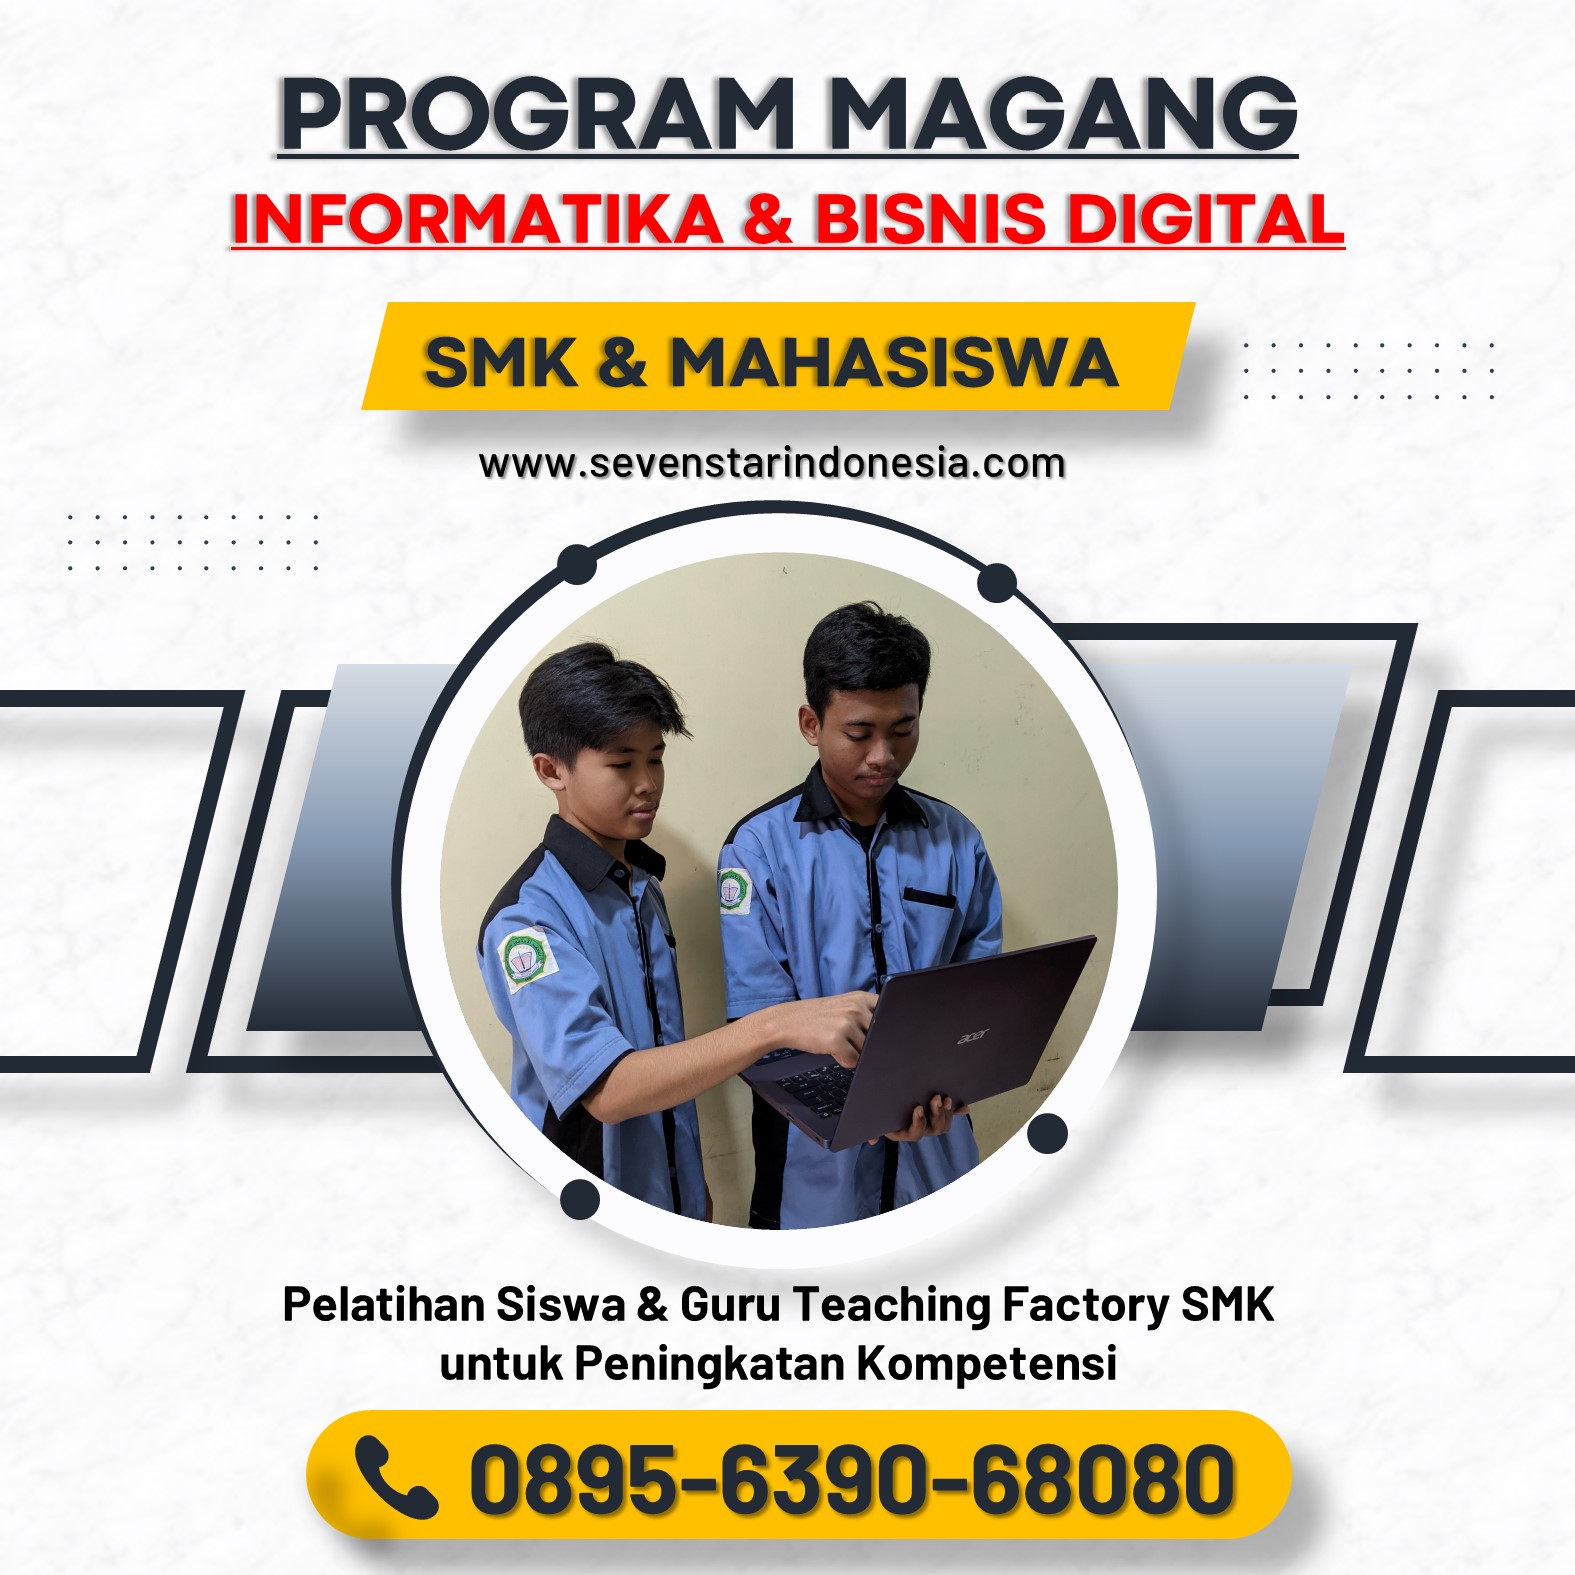 PROGRAM MAGANG
INFORMATIKA & BISNIS DIGITAL
SMK & MAHASISWA
www.sevenstarindonesia.com
acer
Pelatihan Siswa & Guru Teaching Factory SMK
untuk Peningkatan Kompetensi
0895-6390-68080